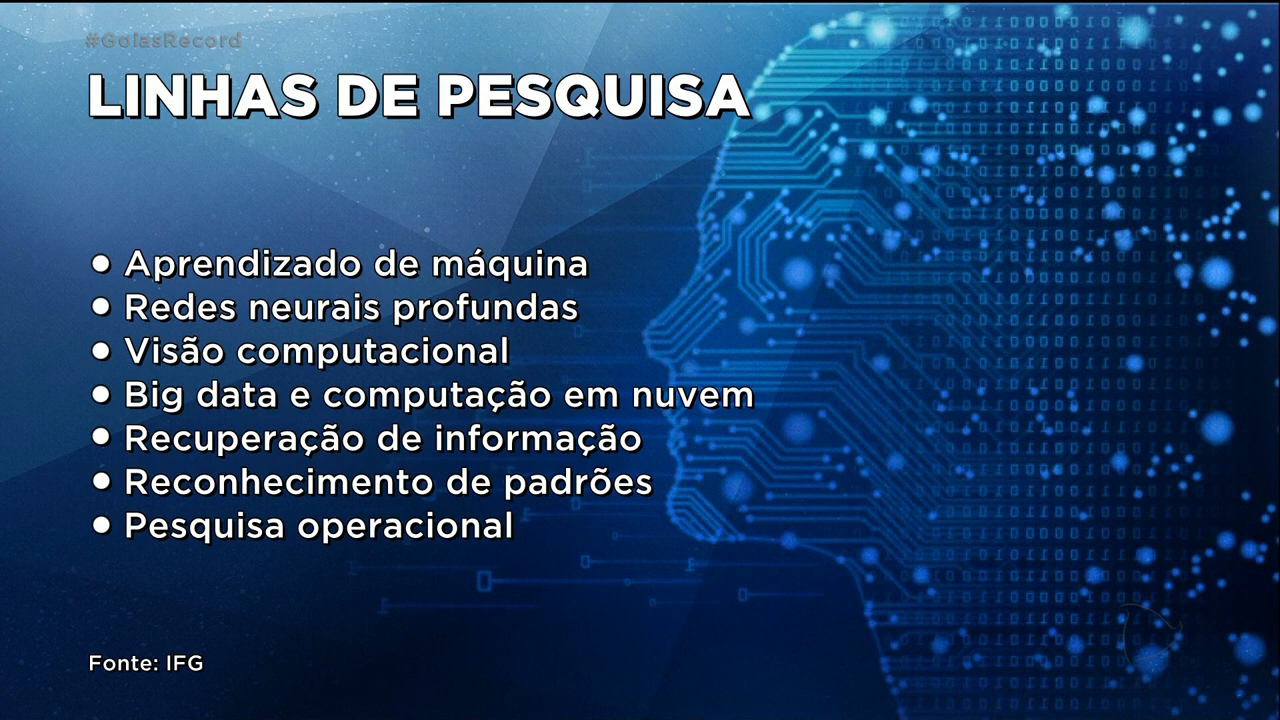 #GoiasRecord
LINHAS DE PESQUISA
• Aprendizado de máquina
• Redes neurais profundas
• Visão computacional
• Big data e computação em nuvem
• Recuperação de informação
• Reconhecimento de padrões
• Pesquisa operacional
Fonte: IFG